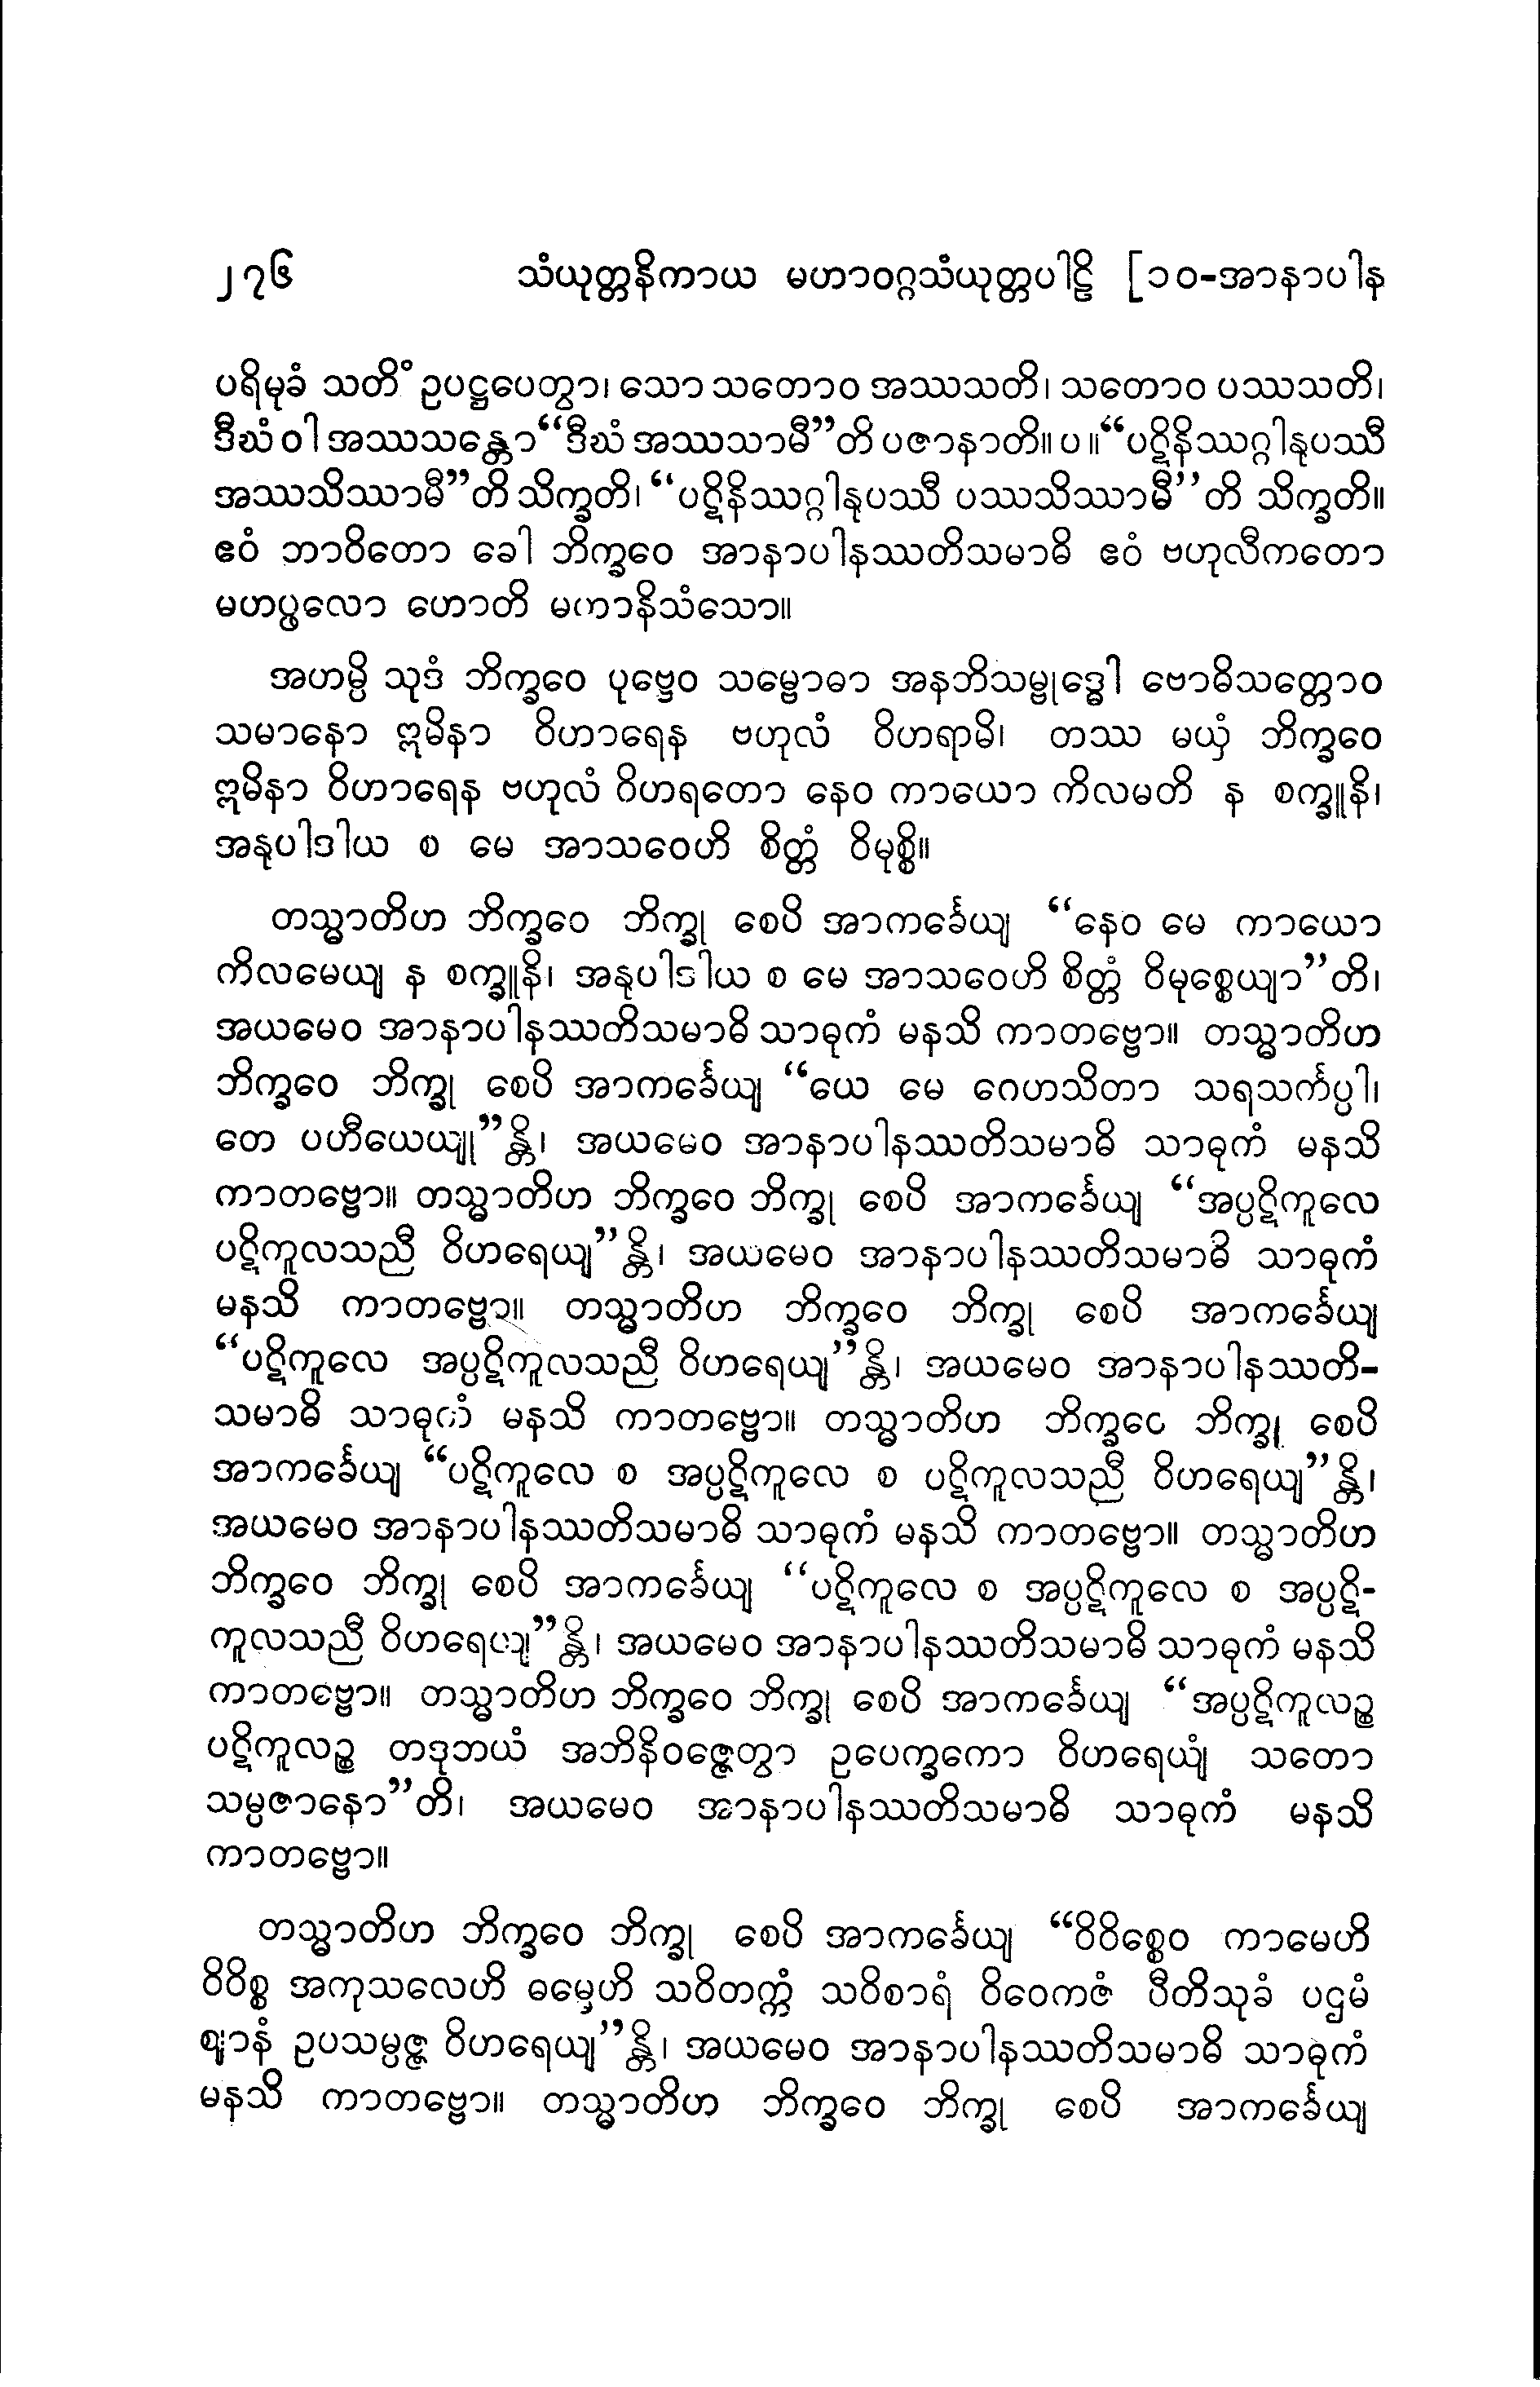 ၂၇၆ သံယုတ္တနိကာယ မဟာဝဂ္ဂသံယုတ္တပါဠိ [၁၀-အာနာပါန
ပရိမုခံ သတိံ ဥပဋ္ဌပေတွာ၊ သော သတောဝ အဿသတိ၊ သတောဝ ပဿသတိ၊
ဒီဃံ ဝါ အဿသန္တော “ဒီဃံ အဿသာမီ”တိ ပဇာနာတိ။ ပ ။ “ပဋိနိဿဂ္ဂါနုပဿီ
အဿသိဿာမီ”တိ သိက္ခတိ၊ “ပဋိနိဿဂ္ဂါနုပဿီ ပဿသိဿာမီ”တိ သိက္ခတိ။
ဧဝံ ဘာဝိတော ခေါ ဘိက္ခဝေ အာနာပါနဿတိသမာဓိ ဧဝံ ဗဟုလီကတော
မဟပ္ဖလော ဟောတိ မဟာနိသံသော။
အဟမ္ပိ သုဒံ ဘိက္ခဝေ ပုဗ္ဗေဝ သမ္ဗောဓာ အနဘိသမ္ဗုဒ္ဓေါ ဗောဓိသတ္တောဝ
သမာနော ဣမိနာ ဝိဟာရေန ဗဟုလံ ဝိဟရာမိ၊ တဿ မယှံ ဘိက္ခဝေ
ဣမိနာ ဝိဟာရေန ဗဟုလံ ဝိဟရတော နေဝ ကာယော ကိလမတိ န စက္ခူနိ၊
အနုပါဒါယ စ မေ အာသဝေဟိ စိတ္တံ ဝိမုစ္စိ။
တသ္မာတိဟ ဘိက္ခဝေ ဘိက္ခု စေပိ အာကင်္ခေယျ “နေဝ မေ ကာယော
ကိလမေယျ န စက္ခူနိ၊ အနုပါဒါယ စ မေ အာသဝေဟိ စိတ္တံ ဝိမုစ္စေယျာ”တိ၊
အယမေဝ အာနာပါနဿတိသမာဓိ သာဓုကံ မနသိ ကာတဗ္ဗော။ တသ္မာတိဟ
ဘိက္ခဝေ ဘိက္ခု စေပိ အာကင်္ခေယျ “ယေ မေ ဂေဟသိတာ သရသင်္ကပ္ပါ၊
တေ ပဟီယေယျု”န္တိ၊ အယမေဝ အာနာပါနဿတိသမာဓိ သာဓုကံ မနသိ
ကာတဗ္ဗော။ တသ္မာတိဟ ဘိက္ခဝေ ဘိက္ခု စေပိ အာကင်္ခေယျ “အပ္ပဋိကူလေ
ပဋိကူလသညီ ဝိဟရေယျ”န္တိ၊ အယမေဝ အာနာပါနဿတိသမာဓိ သာဓုကံ
မနသိ ကာတဗ္ဗော။ တသ္မာတိဟ ဘိက္ခဝေ ဘိက္ခု စေပိ အာကင်္ခေယျ
“ပဋိကူလေ အပ္ပဋိကူလသညီ ဝိဟရေယျ”န္တိ၊ အယမေဝ အာနာပါနဿတိ-
သမာဓိ သာဓုကံ မနသိ ကာတဗ္ဗော။ တသ္မာတိဟ ဘိက္ခဝေ ဘိက္ခု စေပိ
အာကင်္ခေယျ “ပဋိကူလေ စ အပ္ပဋိကူလေ စ ပဋိကူလသညီ ဝိဟရေယျ”န္တိ၊
အယမေဝ အာနာပါနဿတိသမာဓိ သာဓုကံ မနသိ ကာတဗ္ဗော။ တသ္မာတိဟ
ဘိက္ခဝေ ဘိက္ခု စေပိ အာကင်္ခေယျ “ပဋိကူလေ စ အပ္ပဋိကူလေ စ အပ္ပဋိ-
ကူလသညီ ဝိဟရေယျ”န္တိ၊ အယမေဝ အာနာပါနဿတိသမာဓိ သာဓုကံ မနသိ
ကာတဗ္ဗော။ တသ္မာတိဟ ဘိက္ခဝေ ဘိက္ခု စေပိ အာကင်္ခေယျ “အပ္ပဋိကူလဉ္စ
ပဋိကူလဉ္စ တဒုဘယံ အဘိနိဝဇ္ဇေတွာ ဥပေက္ခကော ဝိဟရေယျံ သတော
သမ္ပဇာနော”တိ၊ အယမေဝ အာနာပါနဿတိသမာဓိ သာဓုကံ မနသိ
ကာတဗ္ဗော။
တသ္မာတိဟ ဘိက္ခဝေ ဘိက္ခု စေပိ အာကင်္ခေယျ “ဝိဝိစ္စေဝ ကာမေဟိ
ဝိဝိစ္စ အကုသလေဟိ ဓမ္မေဟိ သဝိတက္ကံ သဝိစာရံ ဝိဝေကဇံ ပီတိသုခံ ပဌမံ
ဈာနံ ဥပသမ္ပဇ္ဇ ဝိဟရေယျ”န္တိ၊ အယမေဝ အာနာပါနဿတိသမာဓိ သာဓုကံ
မနသိ ကာတဗ္ဗော။ တသ္မာတိဟ ဘိက္ခဝေ ဘိက္ခု စေပိ အာကင်္ခေယျ